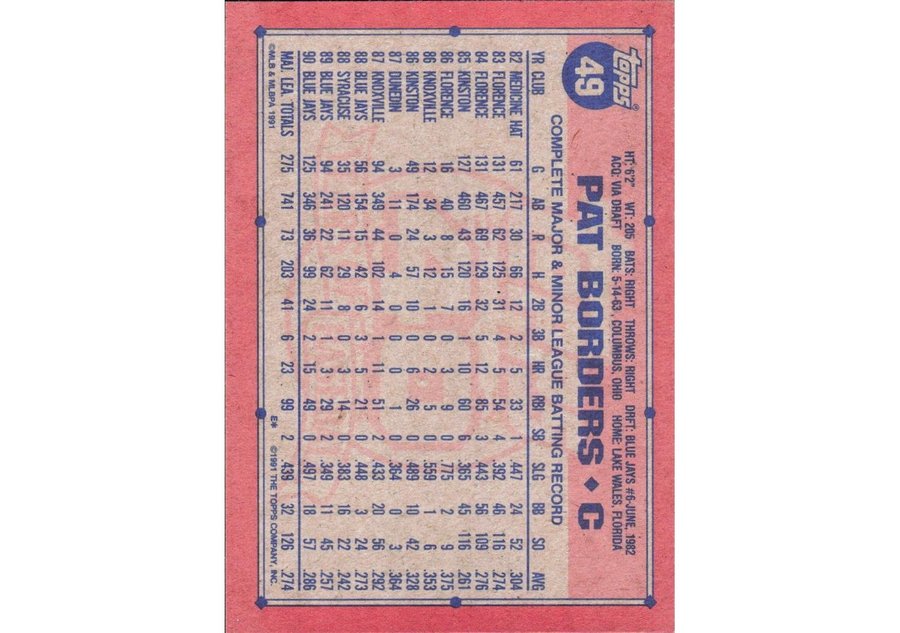 Topps®
49
HT: 6'2" WT: 205 BATS: RIGHT THROWS: RIGHT DRFT: BLUE JAYS #6-JUNE, 1982
ACQ: VIA DRAFT BORN: 5-14-63, COLUMBUS, OHIO HOME: LAKE WALES, FLORIDA
PAT BORDERS ◆ C
COMPLETE MAJOR & MINOR LEAGUE BATTING RECORD
YR CLUB G AB R H 2B 3B HR RBI SB SLG BB SO AVG
82 MEDICINE HAT 61 217 30 66 12 2 5 33 1 .447 24 52 .304
83 FLORENCE 131 457 62 125 31 4 5 54 4 .392 46 116 .274
84 FLORENCE 131 467 69 129 32 5 12 85 3 .443 56 109 .276
85 KINSTON 127 460 43 120 16 1 10 60 6 .365 45 116 .261
86 FLORENCE 16 40 8 15 7 0 3 9 0 .775 2 9 .375
86 KNOXVILLE 12 34 3 12 1 0 2 5 0 .559 1 6 .353
86 KINSTON 49 174 24 57 10 0 6 26 0 .489 10 42 .328
87 DUNEDIN 3 11 0 4 0 0 0 1 0 .364 0 3 .364
87 KNOXVILLE 94 349 44 102 14 1 11 51 2 .433 20 56 .292
88 BLUE JAYS 56 154 15 42 6 3 5 21 0 .448 3 24 .273
88 SYRACUSE 35 120 11 29 8 0 3 14 0 .383 16 22 .242
89 BLUE JAYS 94 241 22 62 11 1 3 29 2 .349 11 45 .257
90 BLUE JAYS 125 346 36 99 24 2 15 49 0 .497 18 57 .286
MAJ. LEA. TOTALS 275 741 73 203 41 6 23 99 2 .439 32 126 .274
©MLB & MLBPA 1991 E* ©1991 THE TOPPS COMPANY, INC.